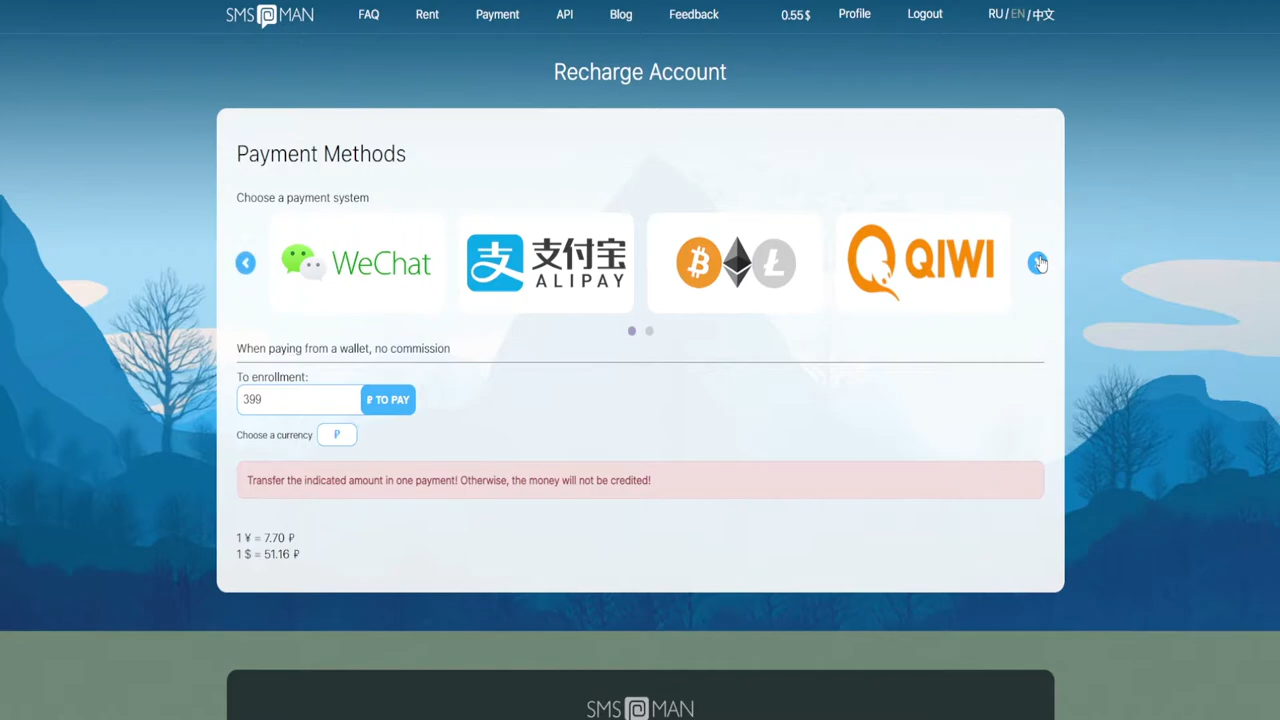 SMS MAN FAQ Rent Payment API Blog Feedback 0.55$ Profile Logout RU / EN / 中文
Recharge Account
Payment Methods
Choose a payment system
WeChat
支 支付宝 ALIPAY
QIWI
When paying from a wallet, no commission
To enrollment:
399 ₽ TO PAY
Choose a currency ₽
Transfer the indicated amount in one payment! Otherwise, the money will not be credited!
1 ¥ = 7.70 ₽
1 $ = 51.16 ₽
SMS MAN